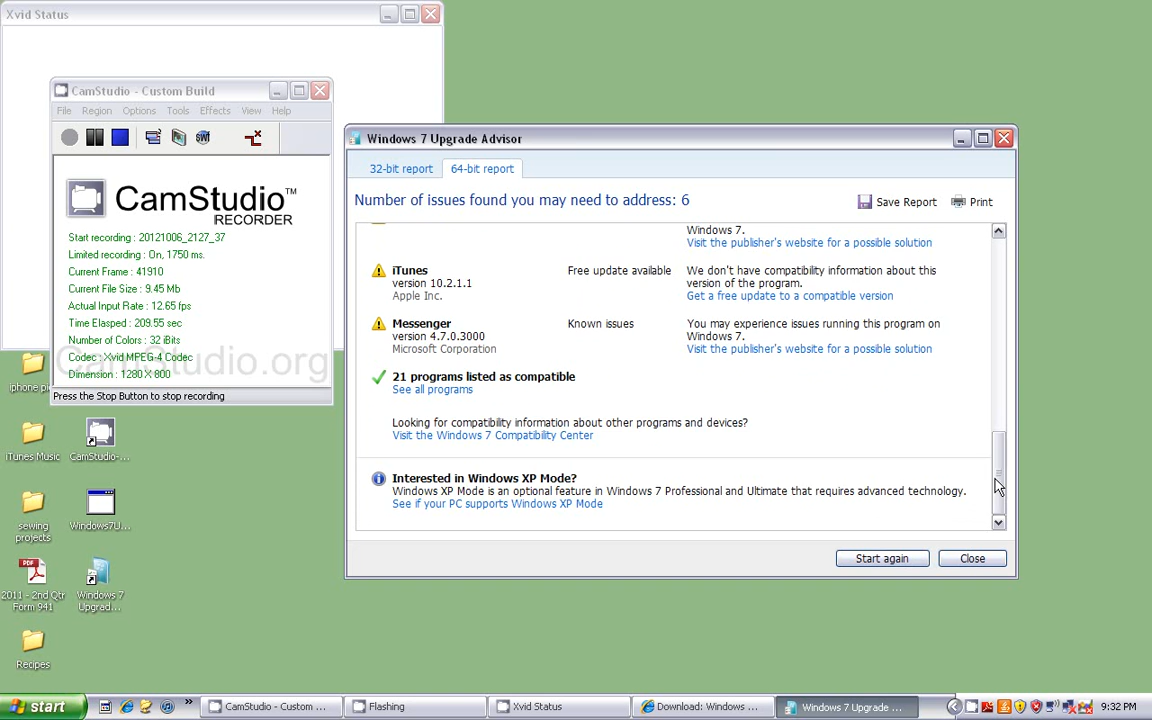 Xvid Status
CamStudio - Custom Build
File Region Options Tools Effects View Help
SWF
CamStudio™
RECORDER
Start recording : 20121006_2127_37
Limited recording : On, 1750 ms.
Current Frame : 41910
Current File Size : 9.45 Mb
Actual Input Rate : 12.65 fps
Time Elasped : 209.55 sec
Number of Colors : 32 iBits
Codec : Xvid MPEG-4 Codec
Dimension : 1280 X 800
CamStudio.org
Press the Stop Button to stop recording
Windows 7 Upgrade Advisor
32-bit report 64-bit report
Number of issues found you may need to address: 6
Save Report Print
Windows 7.
Visit the publisher's website for a possible solution
iTunes Free update available We don't have compatibility information about this
version 10.2.1.1 version of the program.
Apple Inc. Get a free update to a compatible version
Messenger Known issues You may experience issues running this program on
version 4.7.0.3000 Windows 7.
Microsoft Corporation Visit the publisher's website for a possible solution
21 programs listed as compatible
See all programs
Looking for compatibility information about other programs and devices?
Visit the Windows 7 Compatibility Center
Interested in Windows XP Mode?
Windows XP Mode is an optional feature in Windows 7 Professional and Ultimate that requires advanced technology.
See if your PC supports Windows XP Mode
Start again Close
iphone pi
iTunes Music CamStudio-...
sewing projects Windows7U...
PDF
2011 - 2nd Qtr Form 941
Windows 7 Upgrad...
Recipes
start
CamStudio - Custom ... Flashing Xvid Status Download: Windows ... Windows 7 Upgrade ... 9:32 PM